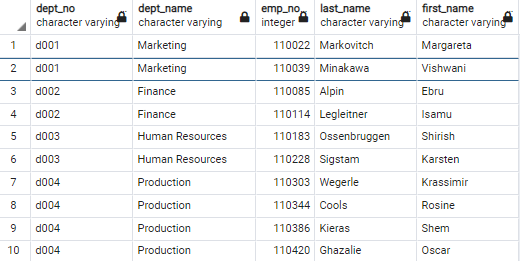 dept_no dept_name emp_no last_name first_name
character varying character varying integer character varying character varying
1 d001 Marketing 110022 Markovitch Margareta
2 d001 Marketing 110039 Minakawa Vishwani
3 d002 Finance 110085 Alpin Ebru
4 d002 Finance 110114 Legleitner Isamu
5 d003 Human Resources 110183 Ossenbruggen Shirish
6 d003 Human Resources 110228 Sigstam Karsten
7 d004 Production 110303 Wegerle Krassimir
8 d004 Production 110344 Cools Rosine
9 d004 Production 110386 Kieras Shem
10 d004 Production 110420 Ghazalie Oscar